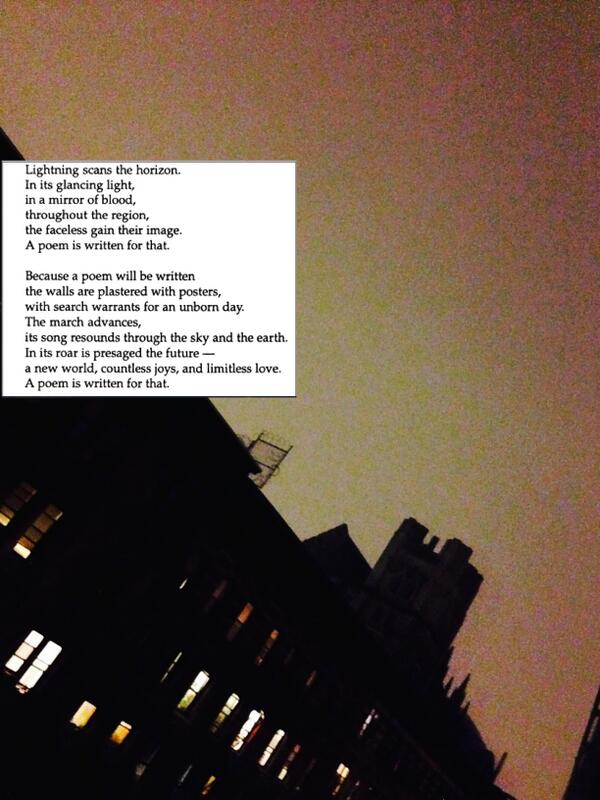 Lightning scans the horizon.
In its glancing light,
in a mirror of blood,
throughout the region,
the faceless gain their image.
A poem is written for that.
Because a poem will be written
the walls are plastered with posters,
with search warrants for an unborn day.
The march advances,
its song resounds through the sky and the earth.
In its roar is presaged the future —
a new world, countless joys, and limitless love.
A poem is written for that.